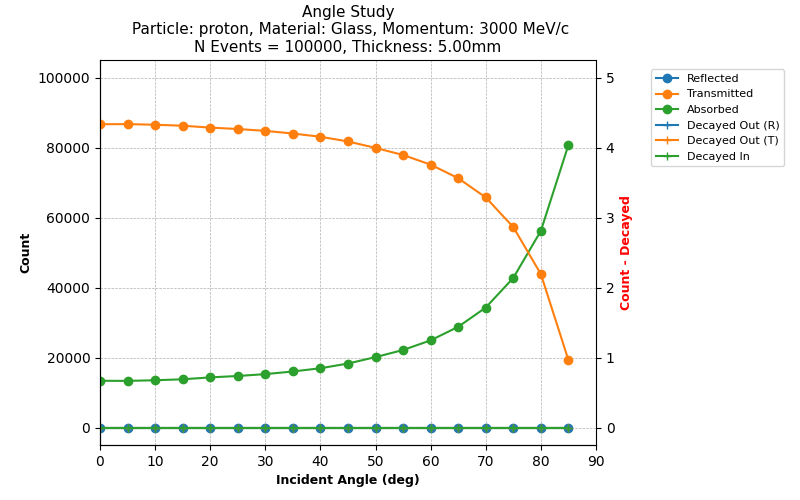 Angle Study
Particle: proton, Material: Glass, Momentum: 3000 MeV/c
N Events = 100000, Thickness: 5.00mm
100000
80000
60000
40000
20000
0
Count
5
4
3
2
1
0
Count - Decayed
0 10 20 30 40 50 60 70 80 90
Incident Angle (deg)
Reflected
Transmitted
Absorbed
Decayed Out (R)
Decayed Out (T)
Decayed In